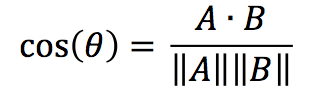 cos(θ) = A · B / ‖A‖‖B‖